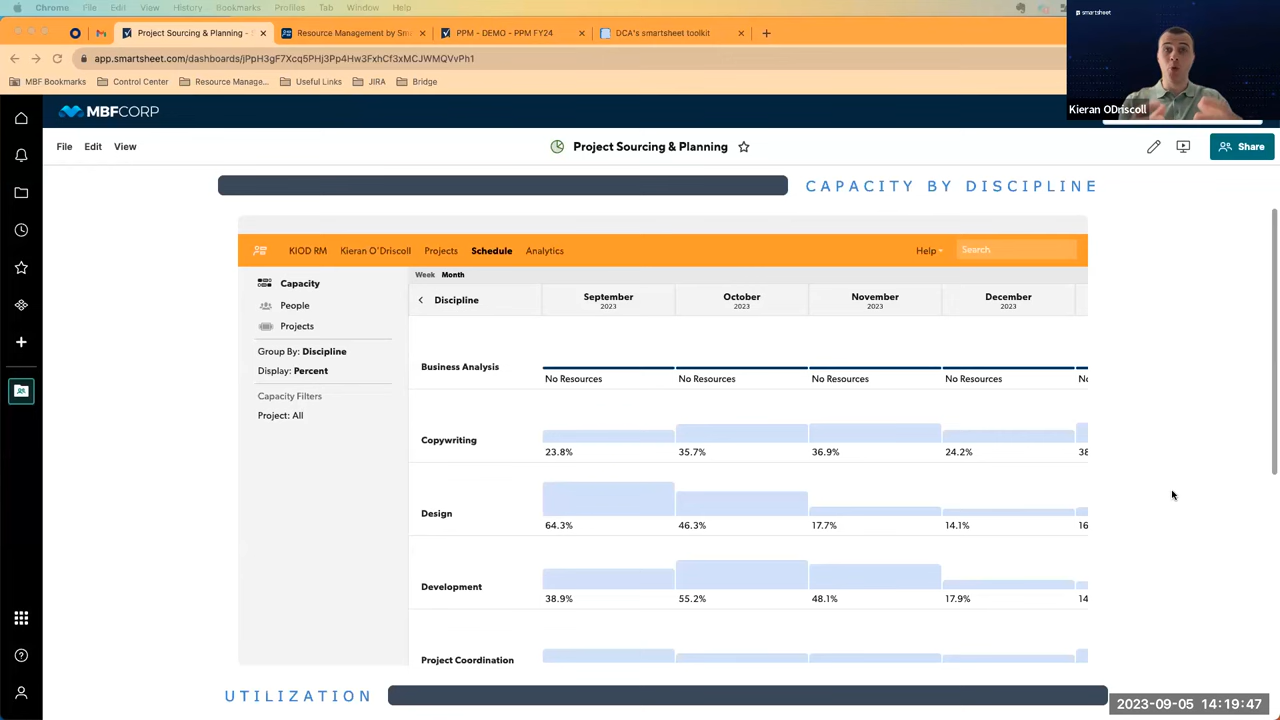 Chrome File Edit View History Bookmarks Profiles Tab Window Help
smartsheet
Project Sourcing & Planning -
Resource Management by Sm
PPM - DEMO - PPM FY24
DCA's smartsheet toolkit
app.smartsheet.com/dashboards/jPpH3gF7Xcq5PHj3Pp4Hw3FxhCf3xMCJWMQVvPh1
MBF Bookmarks Control Center Resource Manage... Useful Links JIRA Bridge
Kieran ODriscoll
MBFCORP
File Edit View
Project Sourcing & Planning
Share
CAPACITY BY DISCIPLINE
KIOD RM Kieran O'Driscoll Projects Schedule Analytics Help Search
Week Month
Capacity
People
Projects
Group By: Discipline
Display: Percent
Capacity Filters
Project: All
Discipline September 2023 October 2023 November 2023 December 2023
Business Analysis
No Resources No Resources No Resources No Resources
Copywriting
23.8% 35.7% 36.9% 24.2% 38
Design
64.3% 46.3% 17.7% 14.1% 16
Development
38.9% 55.2% 48.1% 17.9% 14
Project Coordination
UTILIZATION
2023-09-05 14:19:47